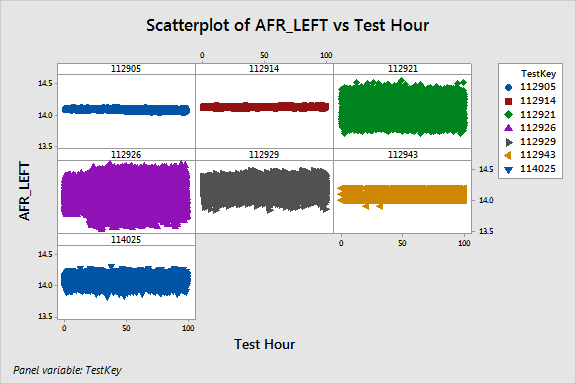 Scatterplot of AFR_LEFT vs Test Hour
0 50 100
112905 112914 112921
14.5
14.0
13.5
112926 112929 112943
14.5
14.0
13.5
0 50 100
114025
14.5
14.0
13.5
0 50 100
AFR_LEFT
Test Hour
TestKey
112905
112914
112921
112926
112929
112943
114025
Panel variable: TestKey